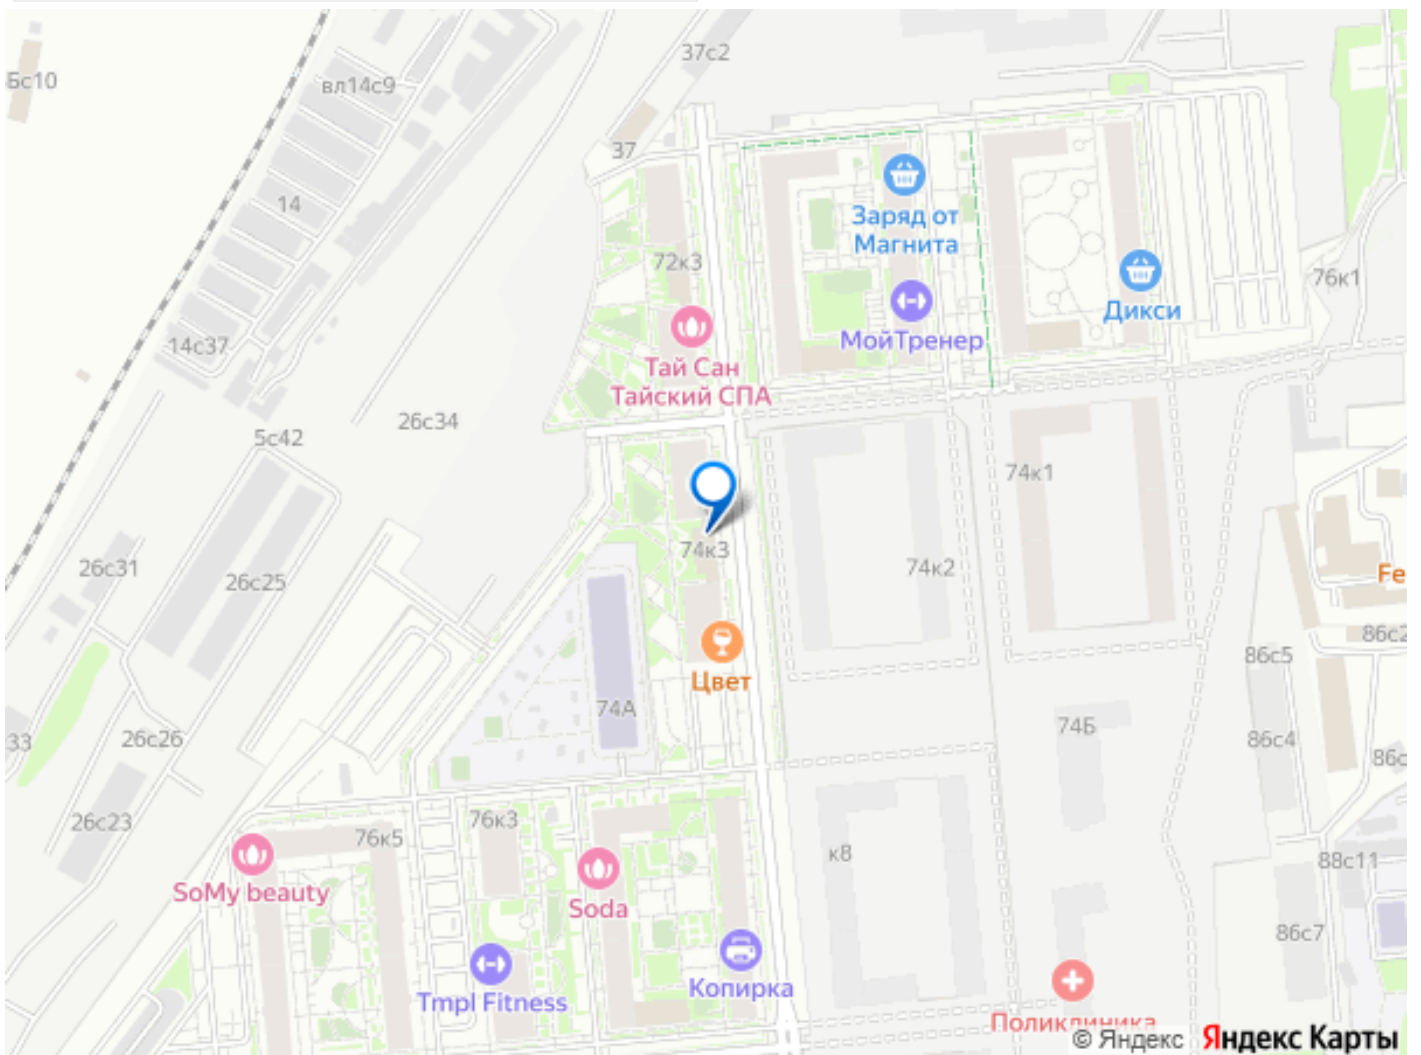 37с2
5с10
вл14с9
37
14
Заряд от
Магнита
72к3
76к1
Дикси
МойТренер
14с37
Тай Сан
Тайский СПА
26с34
5с42
74к1
74к3
26с31
26с25
74к2
Fe
86с2
86с5
Цвет
74А
74Б
33
26с26
86с4
86с
26с23
76к5
76к3
к8
88с11
SoMy beauty
Soda
86с7
Tmpl Fitness
Копирка
Поликлиника
© Яндекс Яндекс Карты